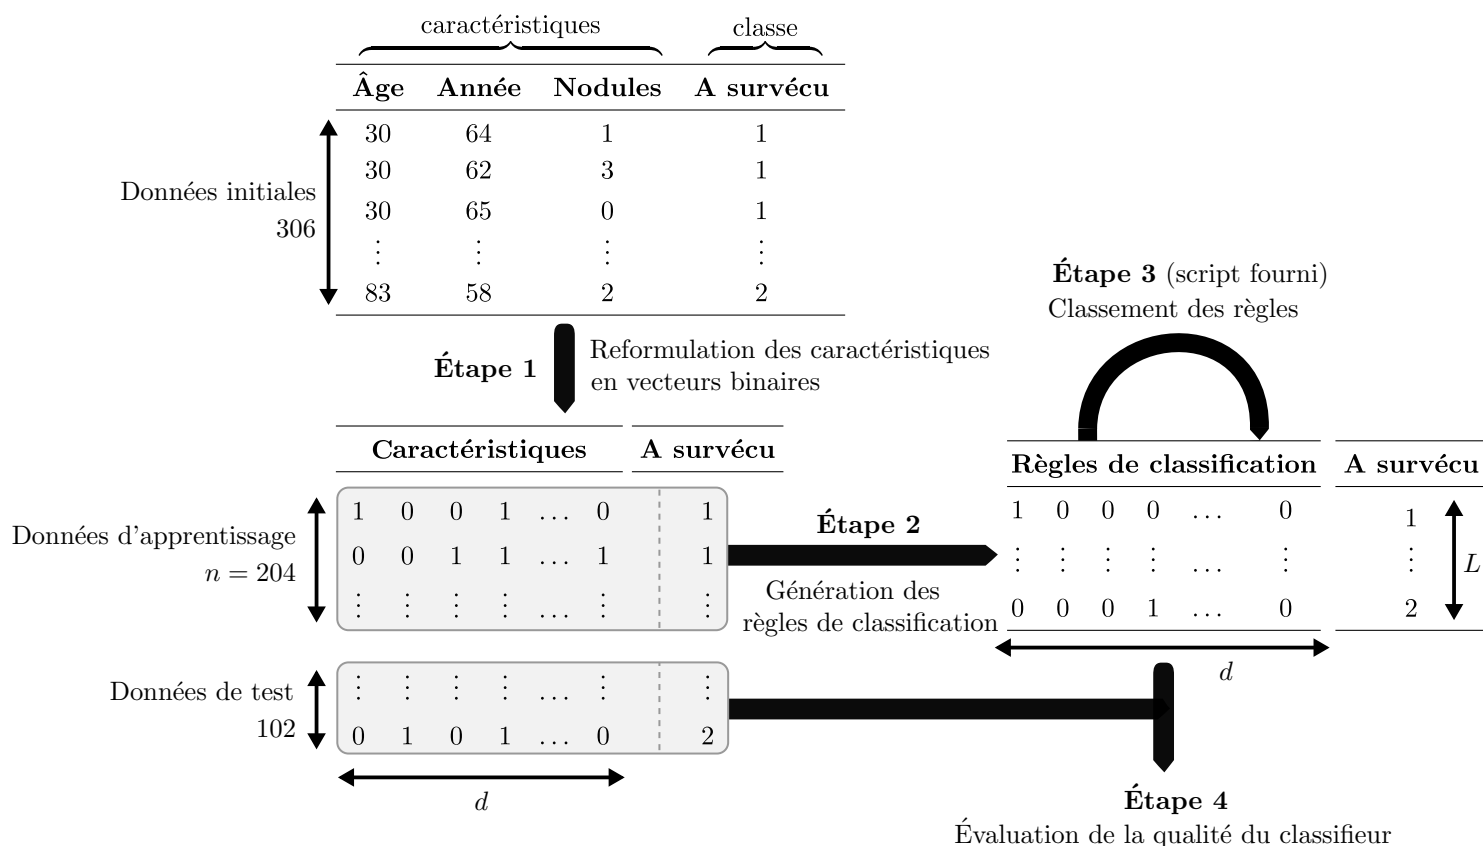 caractéristiques classe
Âge Année Nodules A survécu
30 64 1 1
30 62 3 1
Données initiales
306
30 65 0 1
⋮ ⋮ ⋮ ⋮
83 58 2 2
Étape 3 (script fourni)
Classement des règles
Étape 1
Reformulation des caractéristiques
en vecteurs binaires
Caractéristiques A survécu
Données d'apprentissage
n = 204
1 0 0 1 … 0 1
0 0 1 1 … 1 1
⋮ ⋮ ⋮ ⋮ … ⋮ ⋮
Étape 2
Génération des
règles de classification
Règles de classification A survécu
1 0 0 0 … 0 1
⋮ ⋮ ⋮ ⋮ … ⋮ ⋮
0 0 0 1 … 0 2
L
d
Données de test
102
⋮ ⋮ ⋮ ⋮ … ⋮ ⋮
0 1 0 1 … 0 2
d
Étape 4
Évaluation de la qualité du classifieur